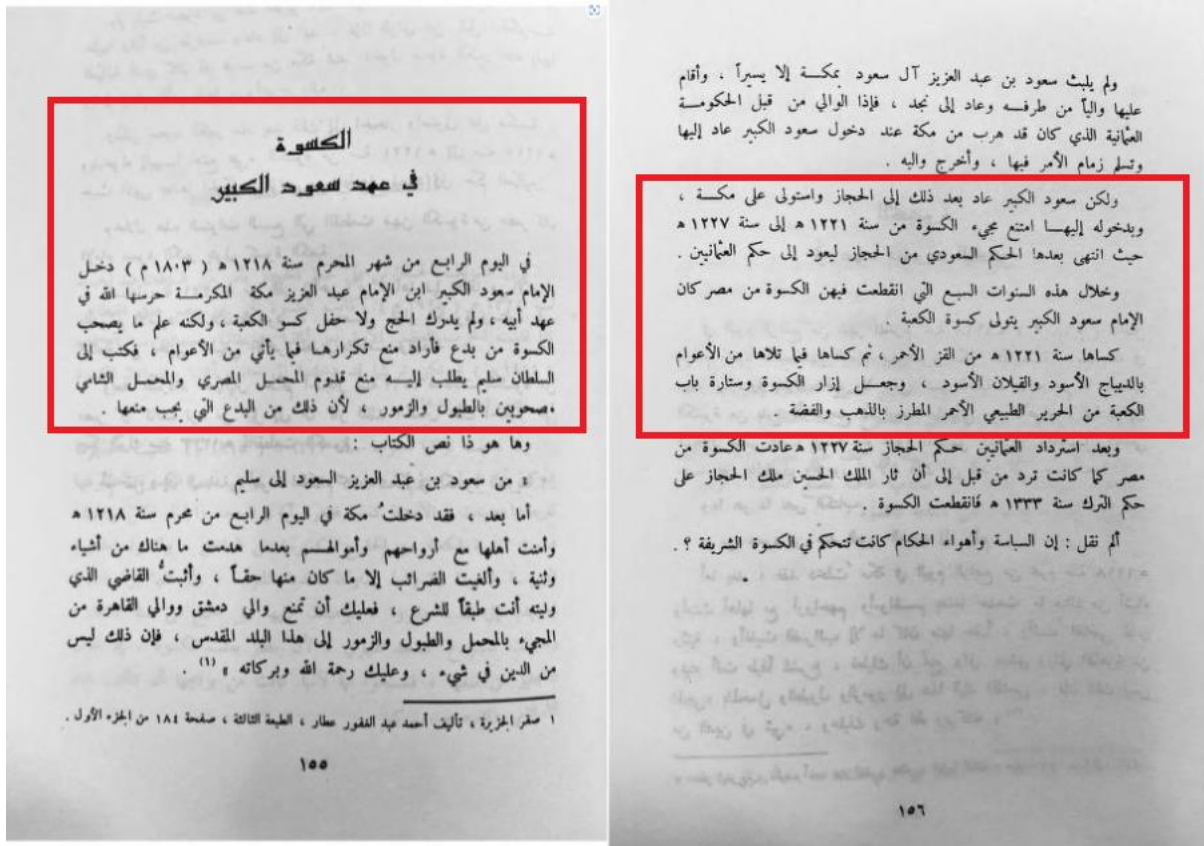 الكسوة
في عهد سعود الكبير
في اليوم الرابع من شهر المحرم سنة ١٢١٨ ه ( ١٨٠٣ م ) دخل
الإمام سعود الكبير ابن الإمام عبد العزيز مكة المكرمة حرسها الله في
عهد أبيه ، ولم يدرك الحج ولا حفل كسو الكعبة ، ولكنه علم ما يصحب
الكسوة من بدع فأراد منع تكرارها فيما يأتي من الأعوام ، فكتب إلى
السلطان سليم يطلب إليه منع قدوم المحمل المصري والمحمل الشامي
مصحوبين بالطبول والزمور ، لأن ذلك من البدع التي يجب منعها .
وها هو ذا نص الكتاب :
« من سعود بن عبد العزيز السعود إلى سليم
أما بعد ، فقد دخلتُ مكة في اليوم الرابع من محرم سنة ١٢١٨ ه
وأمنت أهلها مع أرواحهم وأموالهم بعدما هدمت ما هناك من أشياء
وثنية ، وألغيت الضرائب إلا ما كان منها حقاً ، وأثبتُّ القاضي الذي
وليته أنت طبقاً للشرع ، فعليك أن تمنع والي دمشق ووالي القاهرة من
المجيء بالمحمل والطبول والزمور إلى هذا البلد المقدس ، فإن ذلك ليس
من الدين في شيء ، وعليك رحمة الله وبركاته » (١) .
١ صقر الجزيرة ، تأليف أحمد عبد الغفور عطار ، الطبعة الثالثة ، صفحة ١٨٤ من الجزء الأول .
١٥٥
ولم يلبث سعود بن عبد العزيز آل سعود بمكة إلا يسيراً ، وأقام
عليها والياً من طرفه وعاد إلى نجد ، فإذا الوالي من قبل الحكومة
العثمانية الذي كان قد هرب من مكة عند دخول سعود الكبير عاد إليها
وتسلم زمام الأمر فيها ، وأخرج واليه .
ولكن سعود الكبير عاد بعد ذلك إلى الحجاز واستولى على مكة ،
وبدخوله إليها امتنع مجيء الكسوة من سنة ١٢٢١ ه إلى سنة ١٢٢٧ ه
حيث انتهى بعدها الحكم السعودي من الحجاز ليعود إلى حكم العثمانيين .
وخلال هذه السنوات السبع التي انقطعت فيهن الكسوة من مصر كان
الإمام سعود الكبير يتولى كسوة الكعبة
كساها سنة ١٢٢١ ه من القز الأحمر ، ثم كساها فيما تلاها من الأعوام
بالديباج الأسود والقيلان الأسود ، وجعل إزار الكسوة وستارة باب
الكعبة من الحرير الطبيعي الأحمر المطرز بالذهب والفضة .
وبعد استرداد العثمانيين حكم الحجاز سنة ١٢٢٧ ه عادت الكسوة من
مصر كما كانت ترد من قبل إلى أن ثار الملك الحسين ملك الحجاز على
حكم الترك سنة ١٣٣٣ ه فانقطعت الكسوة .
ألم نقل : إن السياسة وأهواء الحكام كانت تتحكم في الكسوة الشريفة ؟ .
١٥٦